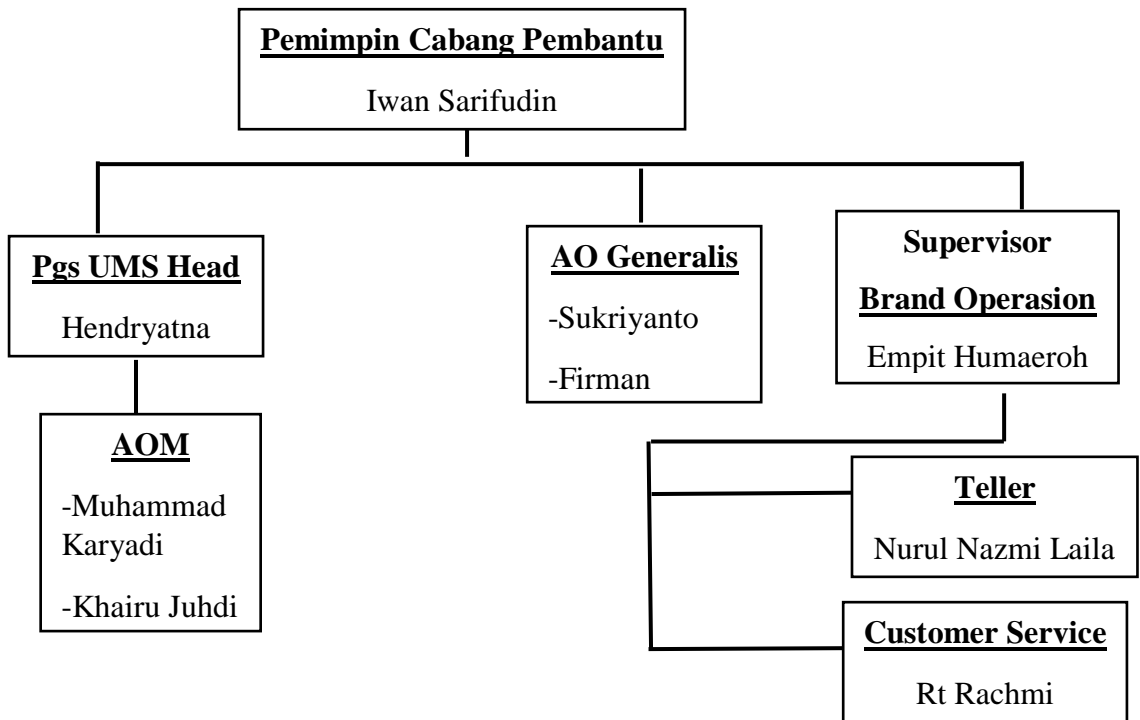 Pemimpin Cabang Pembantu
Iwan Sarifudin
Pgs UMS Head
Hendryatna
AO Generalis
-Sukriyanto
-Firman
Supervisor
Brand Operasion
Empit Humaeroh
AOM
-Muhammad
Karyadi
-Khairu Juhdi
Teller
Nurul Nazmi Laila
Customer Service
Rt Rachmi